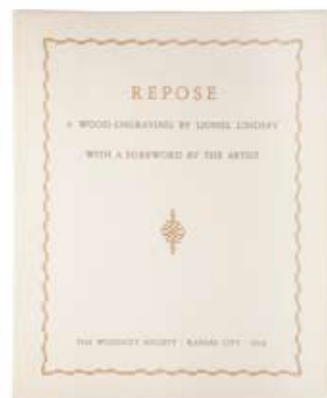 REPOSE
A WOOD-ENGRAVING BY LIONEL LINDSAY
WITH A FOREWORD BY THE ARTIST
THE WOODCUT SOCIETY · KANSAS CITY ·